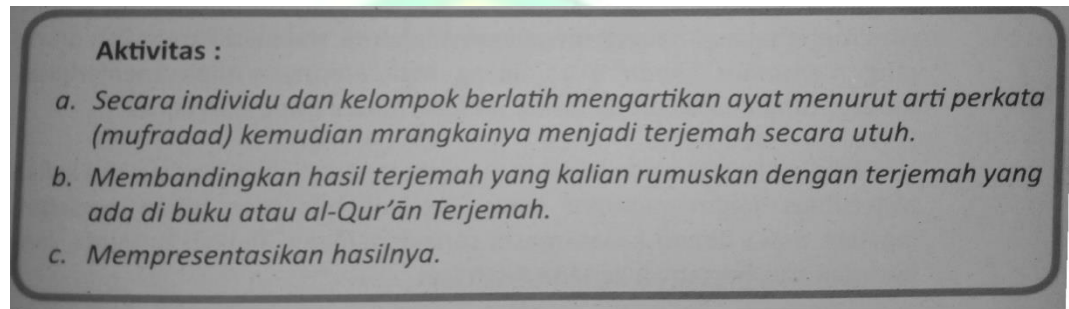 Aktivitas :
a. Secara individu dan kelompok berlatih mengartikan ayat menurut arti perkata
(mufradad) kemudian mrangkainya menjadi terjemah secara utuh.
b. Membandingkan hasil terjemah yang kalian rumuskan dengan terjemah yang
ada di buku atau al-Qur’ān Terjemah.
c. Mempresentasikan hasilnya.